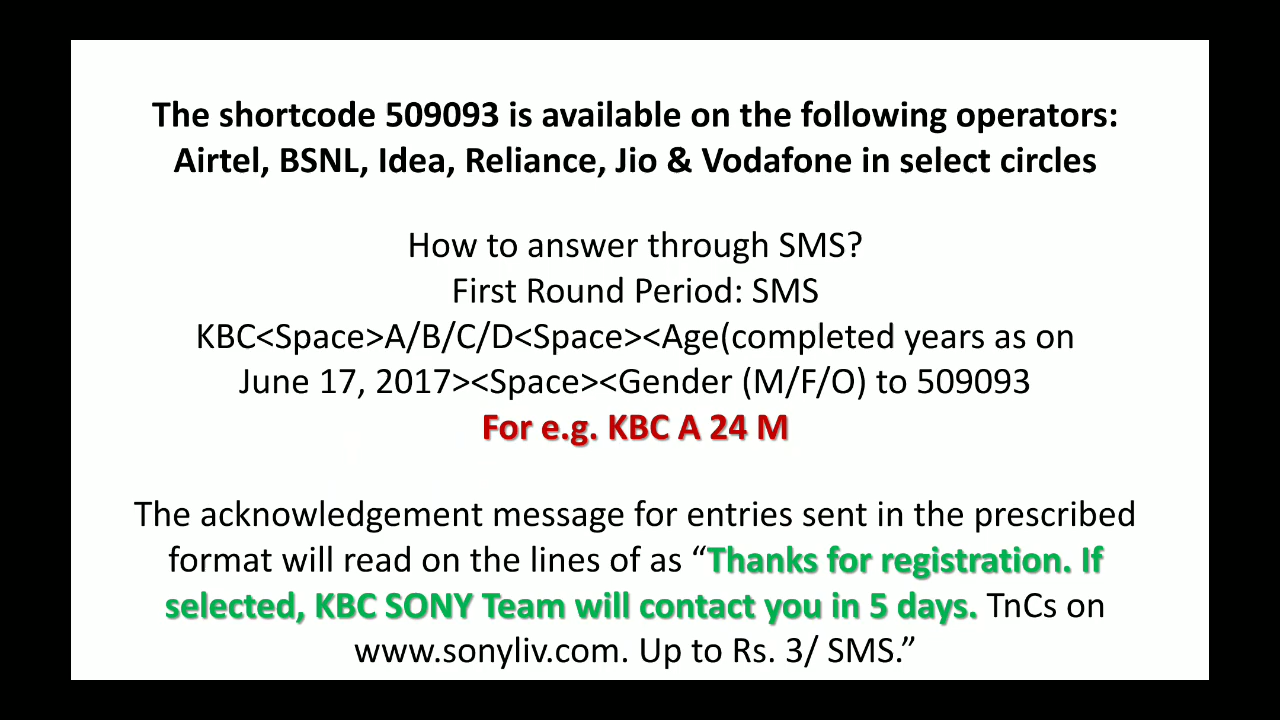 The shortcode 509093 is available on the following operators:
Airtel, BSNL, Idea, Reliance, Jio & Vodafone in select circles
How to answer through SMS?
First Round Period: SMS
KBC<Space>A/B/C/D<Space><Age(completed years as on
June 17, 2017><Space><Gender (M/F/O) to 509093
For e.g. KBC A 24 M
The acknowledgement message for entries sent in the prescribed
format will read on the lines of as “Thanks for registration. If
selected, KBC SONY Team will contact you in 5 days. TnCs on
www.sonyliv.com. Up to Rs. 3/ SMS.”